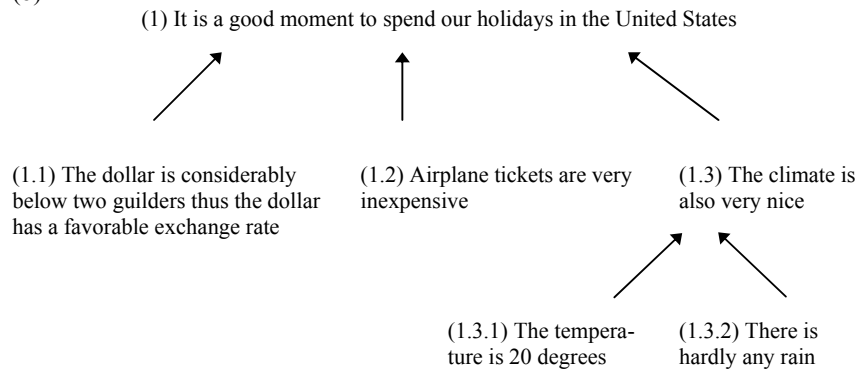 (1) It is a good moment to spend our holidays in the United States
(1.1) The dollar is considerably
below two guilders thus the dollar
has a favorable exchange rate
(1.2) Airplane tickets are very
inexpensive
(1.3) The climate is
also very nice
(1.3.1) The tempera-
ture is 20 degrees
(1.3.2) There is
hardly any rain